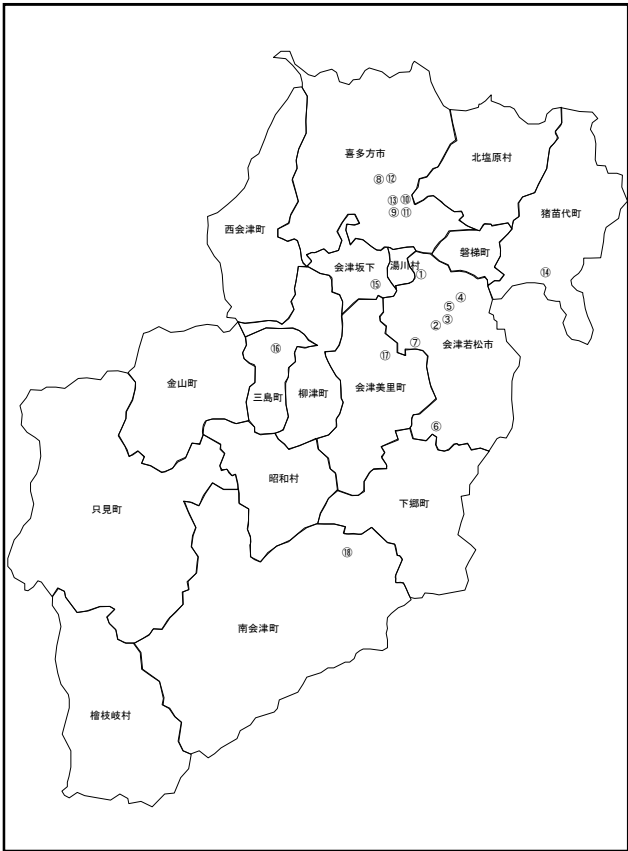 喜多方市
北塩原村
⑧ ⑫
⑬ ⑩
⑨ ⑪
猪苗代町
西会津町
磐梯町
会津坂下
湯川村
①
⑭
⑮
④
⑤
③
②
会津若松市
⑦
⑯
⑰
金山町
三島町
柳津町
会津美里町
⑥
昭和村
只見町
下郷町
⑱
南会津町
檜枝岐村